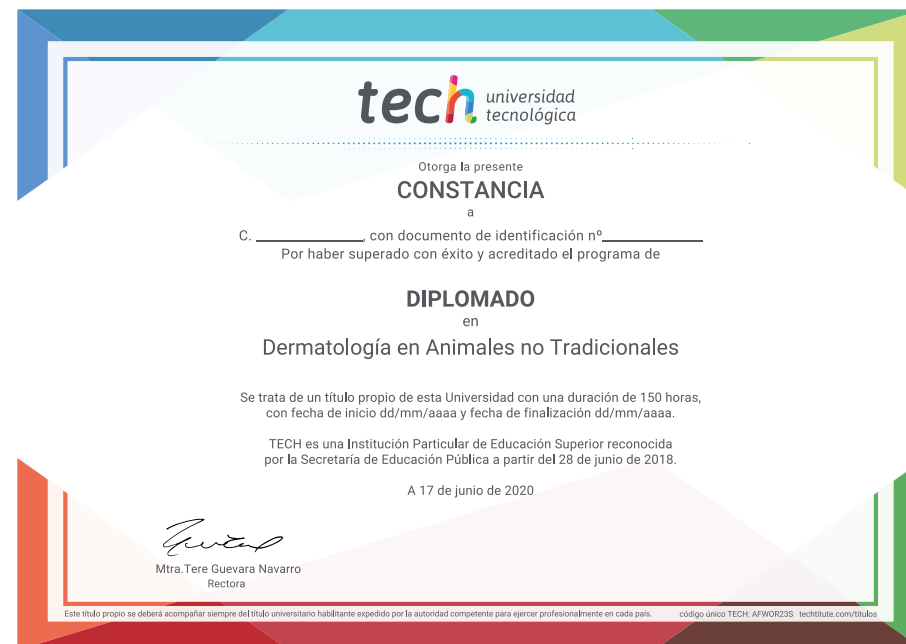 tech universidad
tecnológica
Otorga la presente
CONSTANCIA
a
C. ______________, con documento de identificación nº_____________
Por haber superado con éxito y acreditado el programa de
DIPLOMADO
en
Dermatología en Animales no Tradicionales
Se trata de un título propio de esta Universidad con una duración de 150 horas,
con fecha de inicio dd/mm/aaaa y fecha de finalización dd/mm/aaaa.
TECH es una Institución Particular de Educación Superior reconocida
por la Secretaría de Educación Pública a partir del 28 de junio de 2018.
A 17 de junio de 2020
Mtra.Tere Guevara Navarro
Rectora
Este título propio se deberá acompañar siempre del título universitario habilitante expedido por la autoridad competente para ejercer profesionalmente en cada país. código único TECH: AFWOR23S techtitute.com/títulos